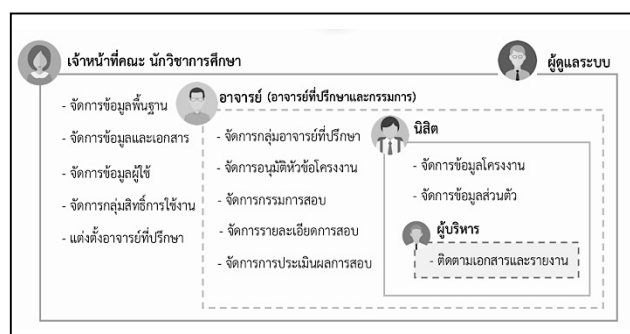 เจ้าหน้าที่คณะ นักวิชาการศึกษา
ผู้ดูแลระบบ
- จัดการข้อมูลพื้นฐาน
- จัดการข้อมูลและเอกสาร
- จัดการข้อมูลผู้ใช้
- จัดการกลุ่มสิทธิ์การใช้งาน
- แต่งตั้งอาจารย์ที่ปรึกษา
อาจารย์ (อาจารย์ที่ปรึกษาและกรรมการ)
- จัดการกลุ่มอาจารย์ที่ปรึกษา
- จัดการอนุมัติหัวข้อโครงงาน
- จัดการกรรมการสอบ
- จัดการรายละเอียดการสอบ
- จัดการการประเมินผลการสอบ
นิสิต
- จัดการข้อมูลโครงงาน
- จัดการข้อมูลส่วนตัว
ผู้บริหาร
- ติดตามเอกสารและรายงาน